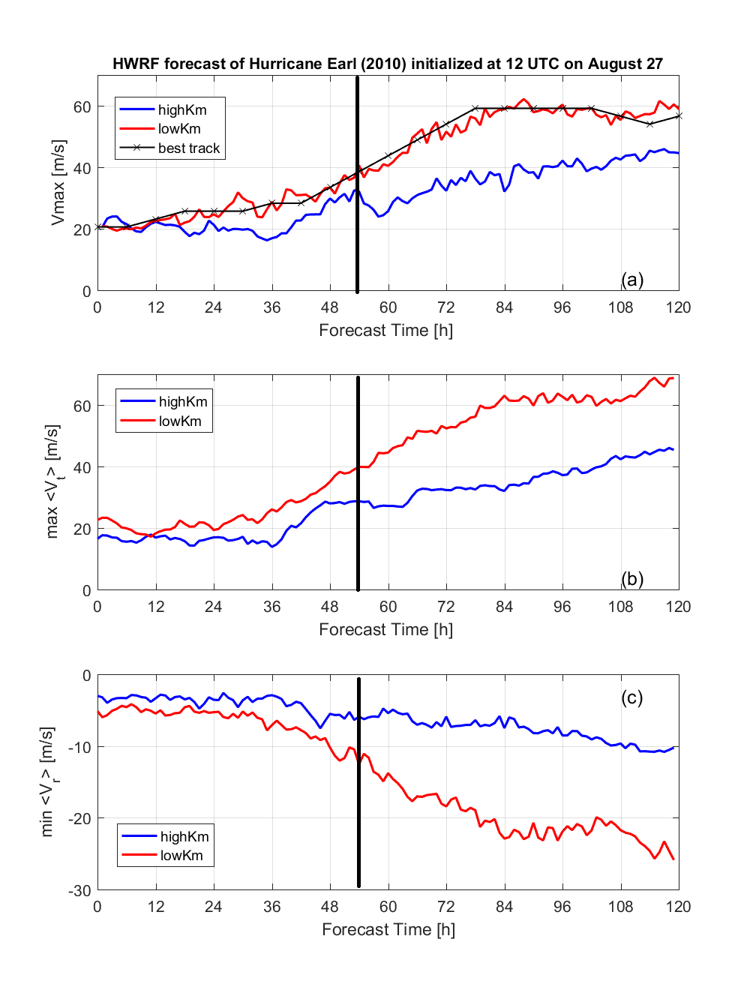 HWRF forecast of Hurricane Earl (2010) initialized at 12 UTC on August 27
60
40
20
0
Vmax [m/s]
highKm
lowKm
best track
(a)
0 12 24 36 48 60 72 84 96 108 120
Forecast Time [h]
60
40
20
0
max <V_t> [m/s]
highKm
lowKm
(b)
0 12 24 36 48 60 72 84 96 108 120
Forecast Time [h]
0
-10
-20
-30
min <V_r> [m/s]
(c)
highKm
lowKm
0 12 24 36 48 60 72 84 96 108 120
Forecast Time [h]